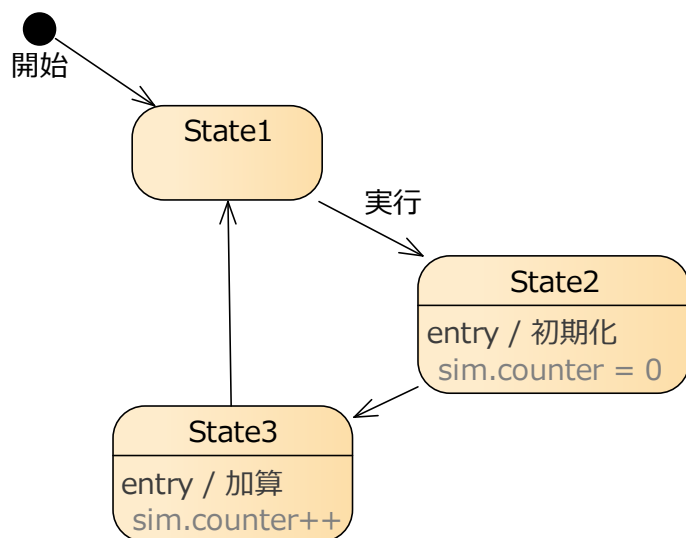 開始
State1
実行
State2
entry / 初期化
sim.counter = 0
State3
entry / 加算
sim.counter++